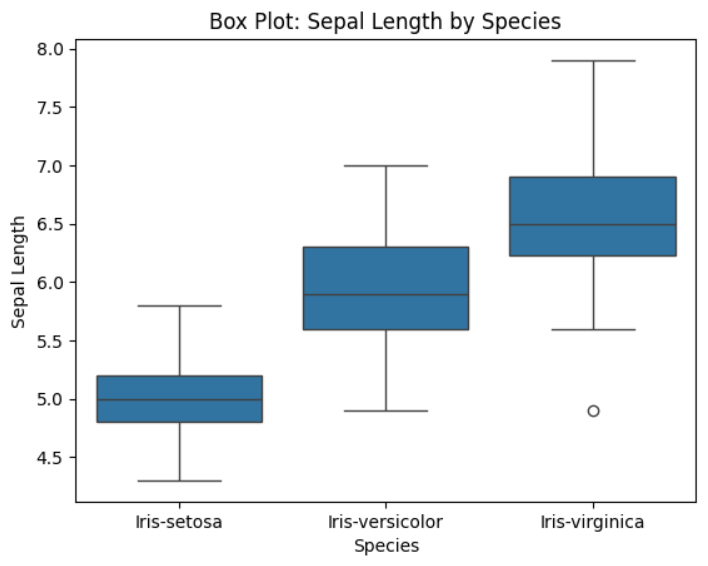 Box Plot: Sepal Length by Species
8.0
7.5
7.0
6.5
6.0
5.5
5.0
4.5
Sepal Length
Iris-setosa Iris-versicolor Iris-virginica
Species